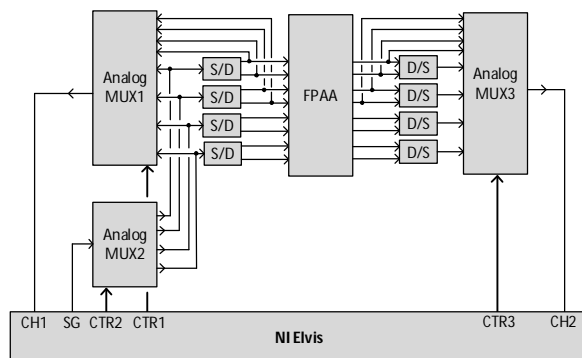 Analog
MUX1
S/D
S/D
S/D
S/D
FPAA
D/S
D/S
D/S
D/S
Analog
MUX3
Analog
MUX2
CH1
SG
CTR2
CTR1
CTR3
CH2
NI Elvis